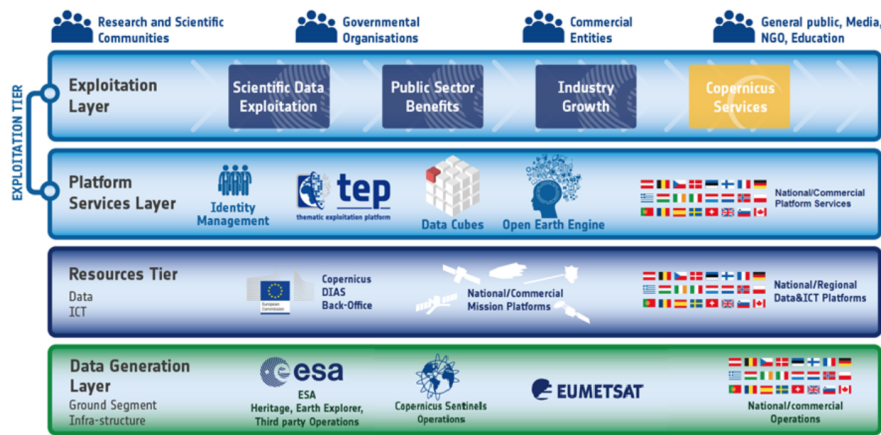 Research and Scientific
Communities
Governmental
Organisations
Commercial
Entities
General public, Media,
NGO, Education
EXPLOITATION TIER
Exploitation
Layer
Scientific Data
Exploitation
Public Sector
Benefits
Industry
Growth
Copernicus
Services
Platform
Services Layer
Identity
Management
tep
thematic exploitation platform
Data Cubes
Open Earth Engine
National/Commercial
Platform Services
Resources Tier
Data
ICT
European
Commission
Copernicus
DIAS
Back-Office
National/Commercial
Mission Platforms
National/Regional
Data&ICT Platforms
Data Generation
Layer
Ground Segment
Infra-structure
esa
ESA
Heritage, Earth Explorer,
Third party Operations
Copernicus Sentinels
Operations
EUMETSAT
National/commercial
Operations